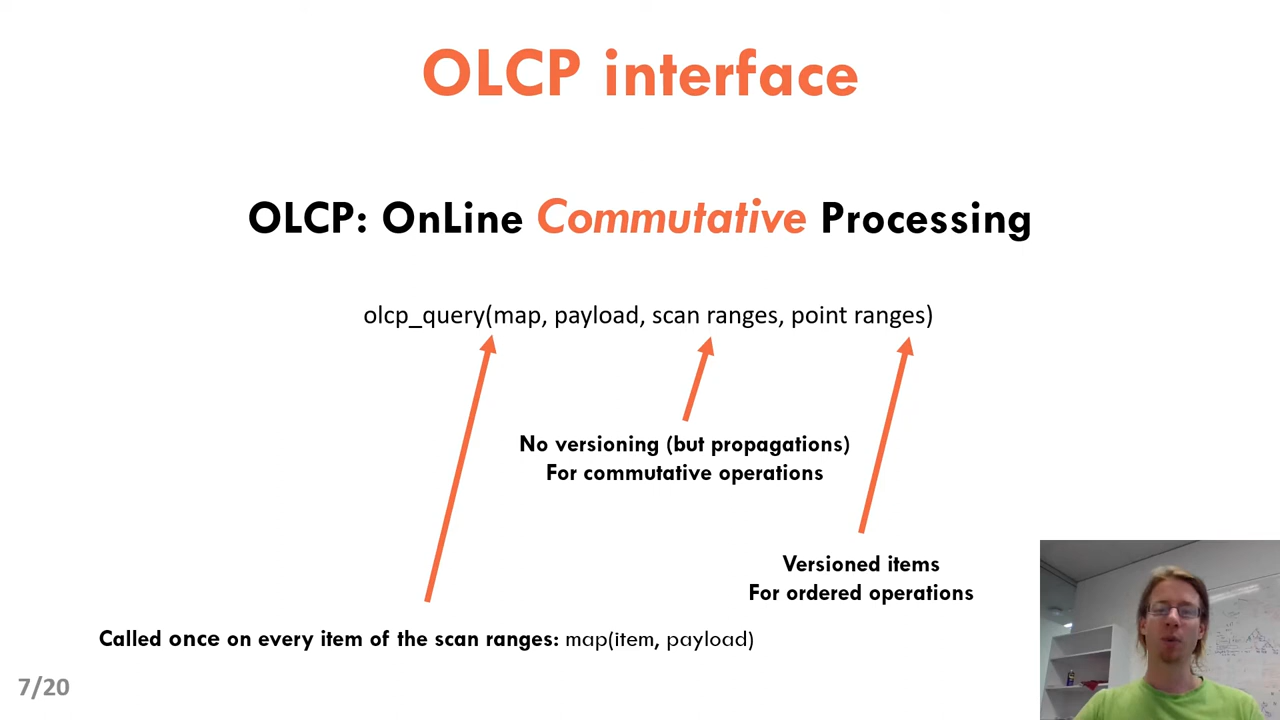 OLCP interface
OLCP: OnLine Commutative Processing
olcp_query(map, payload, scan ranges, point ranges)
No versioning (but propagations)
For commutative operations
Versioned items
For ordered operations
Called once on every item of the scan ranges: map(item, payload)
7/20